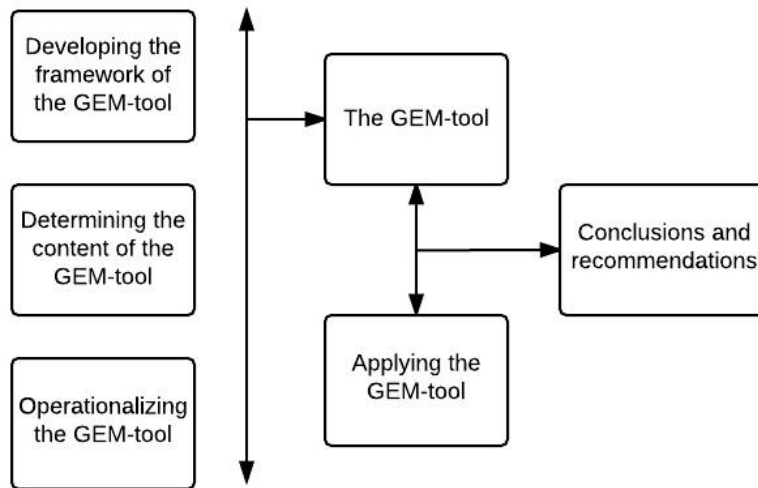 Developing the
framework of
the GEM-tool
Determining the
content of the
GEM-tool
Operationalizing
the GEM-tool
The GEM-tool
Applying the
GEM-tool
Conclusions and
recommendations